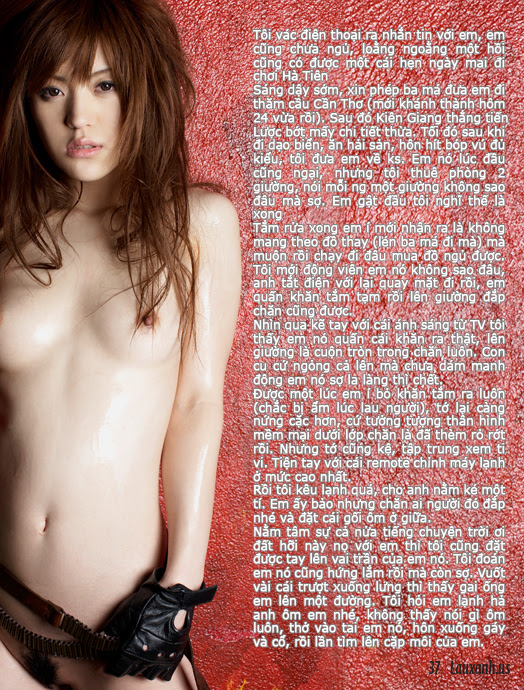 Tôi vác điện thoại ra nhắn tin với em, em
cũng chưa ngủ, loằng ngoằng một hồi
cũng có được một cái hẹn ngày mai đi
chơi Hà Tiên
Sáng dậy sớm, xin phép ba má đưa em đi
thăm cầu Cần Thơ (mới khánh thành hôm
24 vừa rồi). Sau đó Kiên Giang thẳng tiến
Lược bớt mấy chi tiết thừa. Tối đó sau khi
đi dạo biển, ăn hải sản, hôn hít bóp vú đủ
kiểu, tôi đưa em về ks. Em nó lúc đầu
cũng ngại, nhưng tôi thuê phòng 2
giường, nói mỗi ng một giường không sao
đâu mà sợ. Em gật đầu tôi nghĩ thế là
xong
Tắm rửa xong em í mới nhận ra là không
mang theo đồ thay (lén ba má đi mà) mà
muộn rồi chạy đi đâu mua đồ ngủ được.
Tôi mới động viên em nó không sao đâu,
anh tắt điện với lại quay mặt đi rồi, em
quấn khăn tắm tạm rồi lên giường đắp
chăn cũng được.
Nhìn qua kẽ tay với cái ánh sáng từ TV tôi
thấy em nó quấn cái khăn ra thật, lên
giường là cuộn tròn trong chăn luôn. Con
cu cứ ngóng cả lên mà chưa dám manh
động em nó sợ la làng thì chết.
Được một lúc em í bỏ khăn tắm ra luôn
(chắc bị ẩm lúc lau người), tớ lại càng
nứng các hơn, cứ tưởng tượng thân hình
mềm mại dưới lớp chăn là đã thèm rỏ rớt
rồi. Nhưng tớ cũng kệ, tập trung xem ti
vi. Tiện tay với cái remote chỉnh máy lạnh
ở mức cao nhất.
Rồi tôi kêu lạnh quá, cho anh nằm ké một
tí. Em ấy bảo nhưng chăn ai người đó đắp
nhé và đặt cái gối ôm ở giữa.
Nằm tâm sự cả nửa tiếng chuyện trời ơi
đất hỡi này nọ với em thì tôi cũng đặt
được tay lên vai trần của em nó. Tôi đoán
em nó cũng hứng lắm rồi mà còn sợ. Vuốt
vài cái trượt xuống lưng thì thấy gai ống
em lên một đường. Tôi hỏi em lạnh hả
anh ôm em nhé, không thấy nói gì ôm
luôn, thở vào tai em nó, hôn xuống gáy
và cổ, rồi lần tìm lên cặp môi của em.
37 - Lauxanh.us